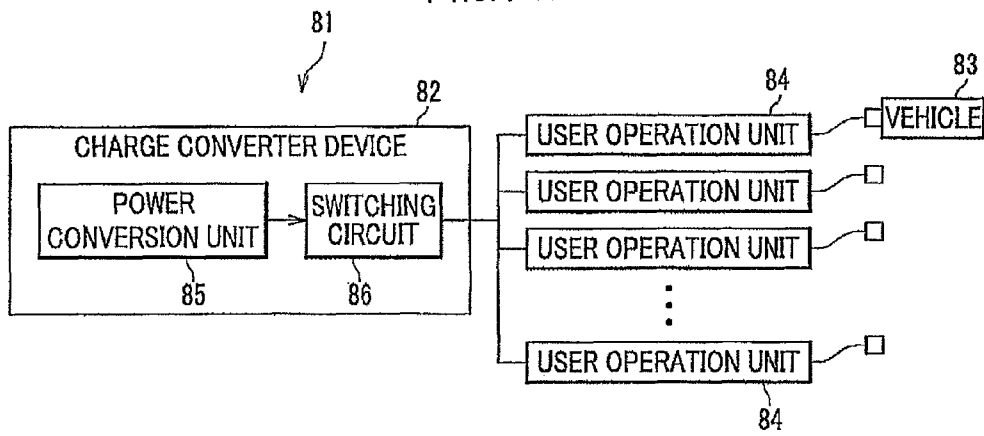 81
82
84
83
CHARGE CONVERTER DEVICE
USER OPERATION UNIT
VEHICLE
POWER
CONVERSION UNIT
SWITCHING
CIRCUIT
USER OPERATION UNIT
USER OPERATION UNIT
85
86
USER OPERATION UNIT
84